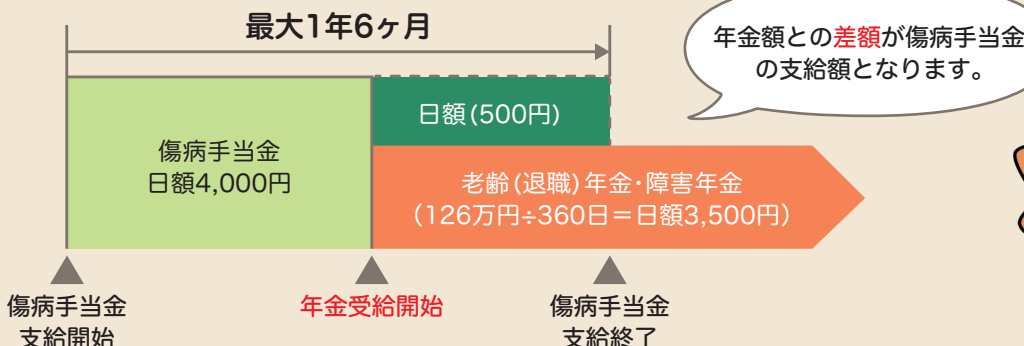 最大1年6ヶ月
年金額との差額が傷病手当金
の支給額となります。
傷病手当金
日額4,000円
日額(500円)
老齢(退職)年金・障害年金
(126万円÷360日=日額3,500円)
傷病手当金
支給開始
年金受給開始
傷病手当金
支給終了